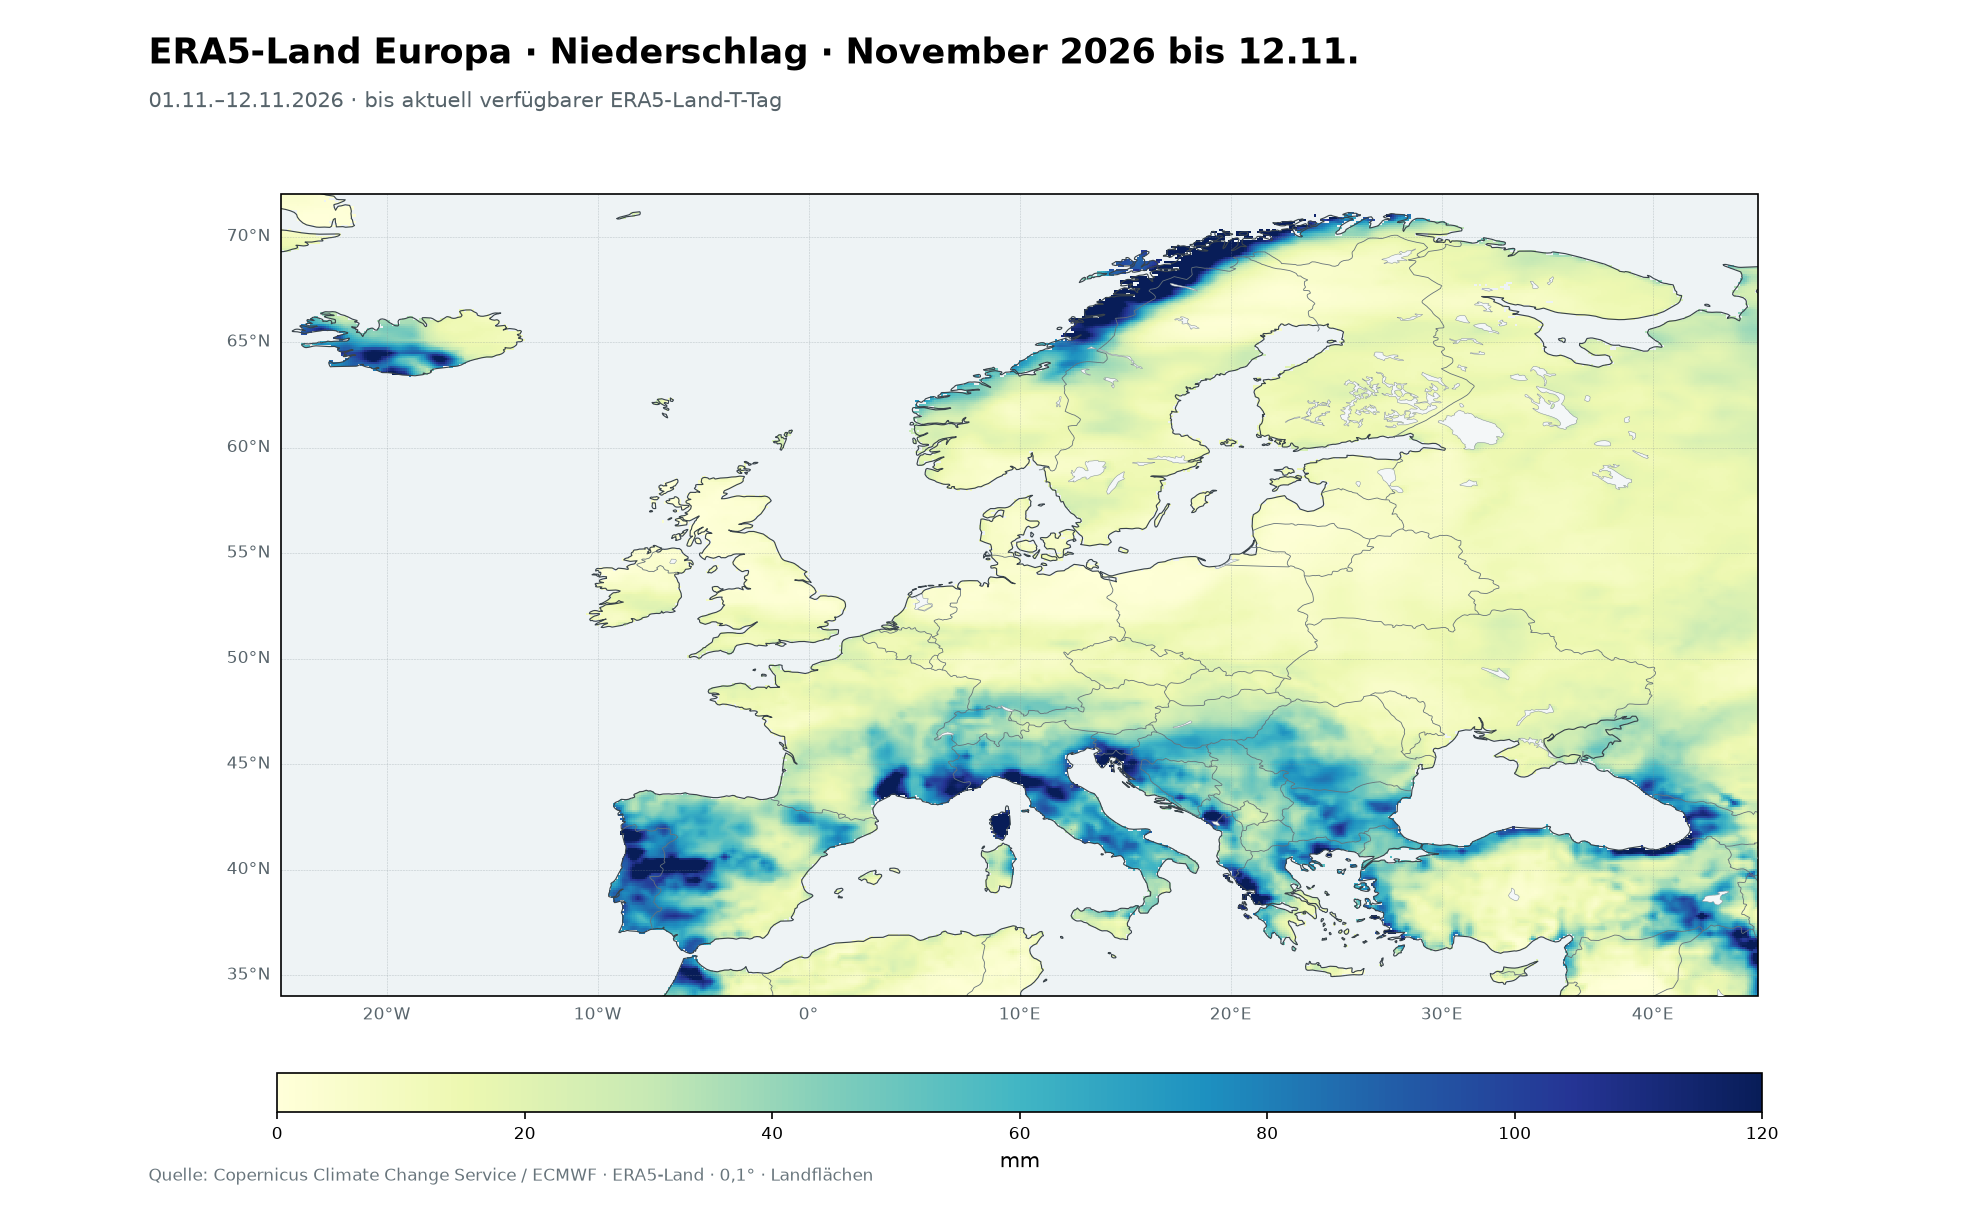 ERA5-Land Europa · Niederschlag · November 2026 bis 12.11.
01.11.–12.11.2026 · bis aktuell verfügbarer ERA5-Land-T-Tag
70°N
65°N
60°N
55°N
50°N
45°N
40°N
35°N
20°W 10°W 0° 10°E 20°E 30°E 40°E
0 20 40 60 80 100 120
mm
Quelle: Copernicus Climate Change Service / ECMWF · ERA5-Land · 0,1° · Landflächen